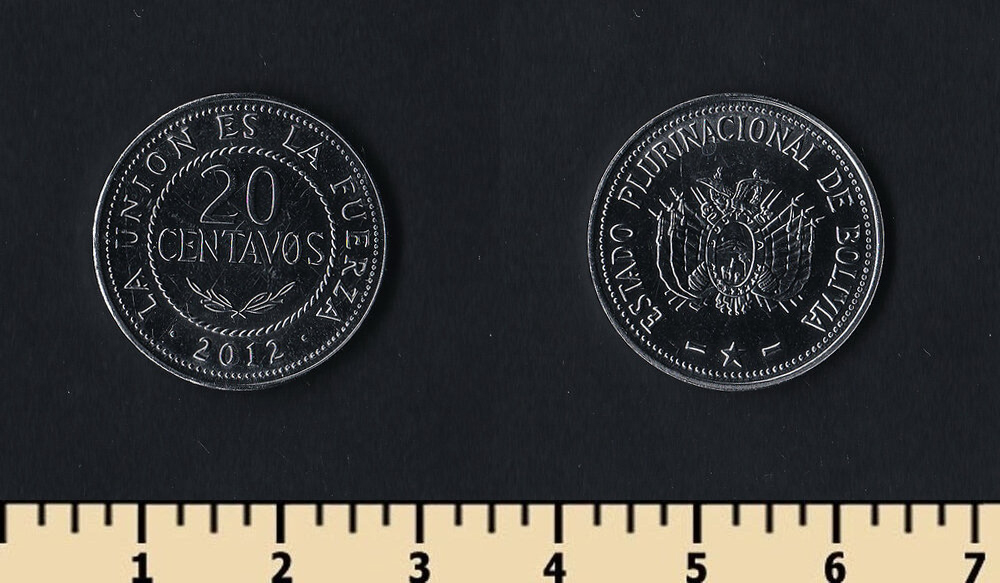 LA UNION ES LA FUERZA
20
CENTAVOS
2012
ESTADO PLURINACIONAL DE BOLIVIA
1 2 3 4 5 6 7